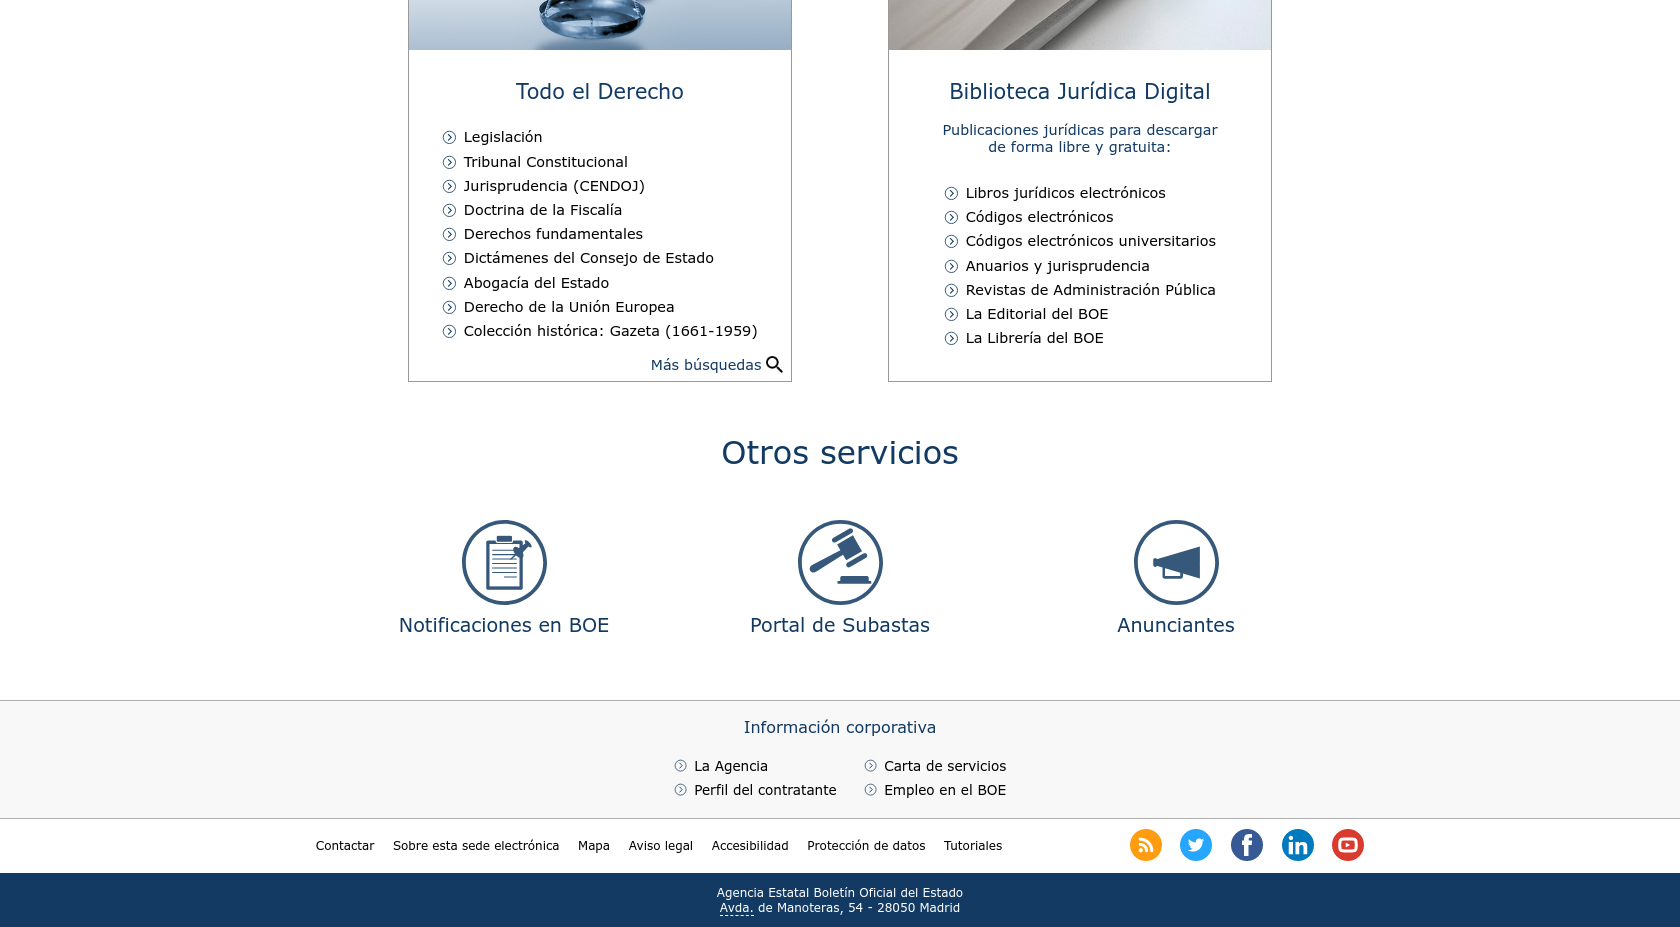 Todo el Derecho
Legislación
Tribunal Constitucional
Jurisprudencia (CENDOJ)
Doctrina de la Fiscalía
Derechos fundamentales
Dictámenes del Consejo de Estado
Abogacía del Estado
Derecho de la Unión Europea
Colección histórica: Gazeta (1661-1959)
Más búsquedas
Biblioteca Jurídica Digital
Publicaciones jurídicas para descargar
de forma libre y gratuita:
Libros jurídicos electrónicos
Códigos electrónicos
Códigos electrónicos universitarios
Anuarios y jurisprudencia
Revistas de Administración Pública
La Editorial del BOE
La Librería del BOE
Otros servicios
Notificaciones en BOE
Portal de Subastas
Anunciantes
Información corporativa
La Agencia
Carta de servicios
Perfil del contratante
Empleo en el BOE
Contactar Sobre esta sede electrónica Mapa Aviso legal Accesibilidad Protección de datos Tutoriales
Agencia Estatal Boletín Oficial del Estado
Avda. de Manoteras, 54 - 28050 Madrid